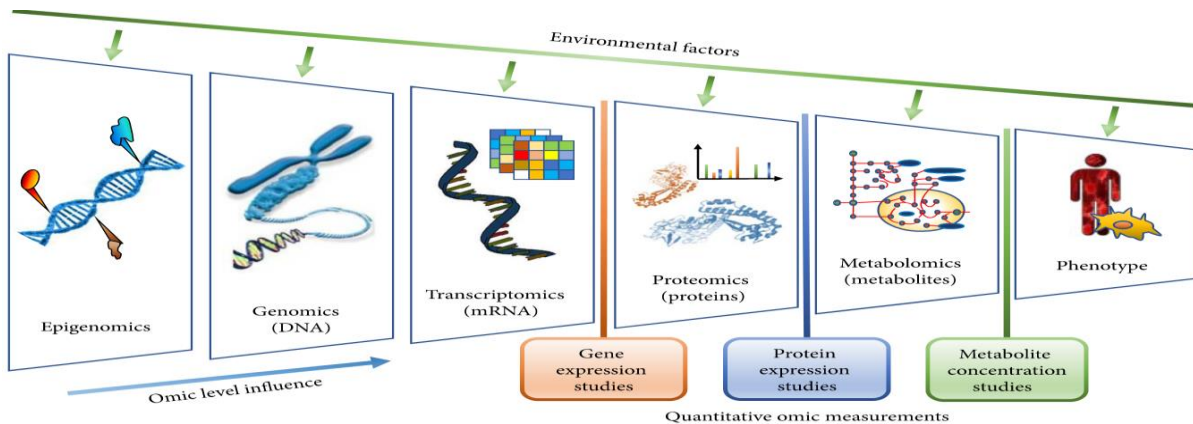 Environmental factors
Epigenomics
Genomics
(DNA)
Transcriptomics
(mRNA)
Proteomics
(proteins)
Metabolomics
(metabolites)
Phenotype
Omic level influence
Gene
expression
studies
Protein
expression
studies
Metabolite
concentration
studies
Quantitative omic measurements